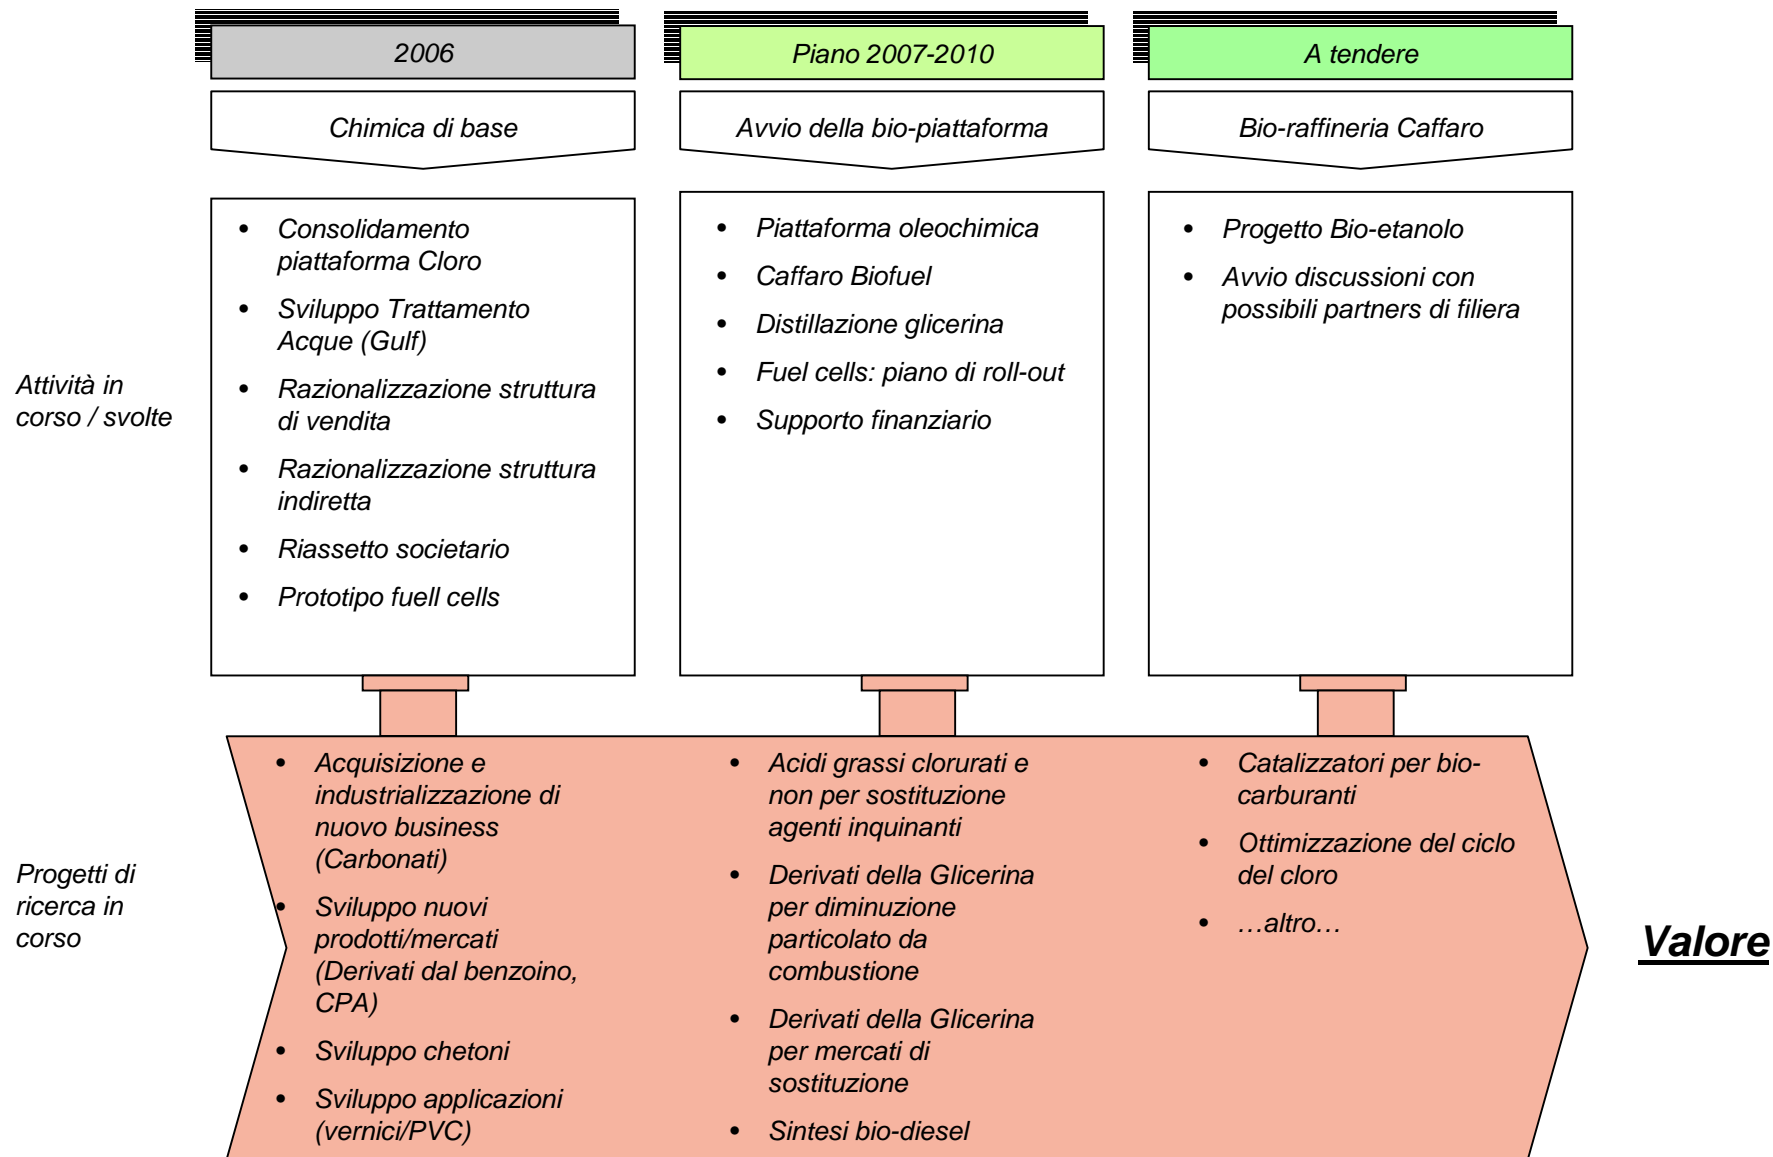 2006
Piano 2007-2010
A tendere
Chimica di base
Avvio della bio-piattaforma
Bio-raffineria Caffaro
Attività in
corso / svolte
• Consolidamento
piattaforma Cloro
• Sviluppo Trattamento
Acque (Gulf)
• Razionalizzazione struttura
di vendita
• Razionalizzazione struttura
indiretta
• Riassetto societario
• Prototipo fuell cells
• Piattaforma oleochimica
• Caffaro Biofuel
• Distillazione glicerina
• Fuel cells: piano di roll-out
• Supporto finanziario
• Progetto Bio-etanolo
• Avvio discussioni con
possibili partners di filiera
Progetti di
ricerca in
corso
• Acquisizione e
industrializzazione di
nuovo business
(Carbonati)
• Sviluppo nuovi
prodotti/mercati
(Derivati dal benzoino,
CPA)
• Sviluppo chetoni
• Sviluppo applicazioni
(vernici/PVC)
• Acidi grassi clorurati e
non per sostituzione
agenti inquinanti
• Derivati della Glicerina
per diminuzione
particolato da
combustione
• Derivati della Glicerina
per mercati di
sostituzione
• Sintesi bio-diesel
• Catalizzatori per bio-
carburanti
• Ottimizzazione del ciclo
del cloro
• …altro…
Valore